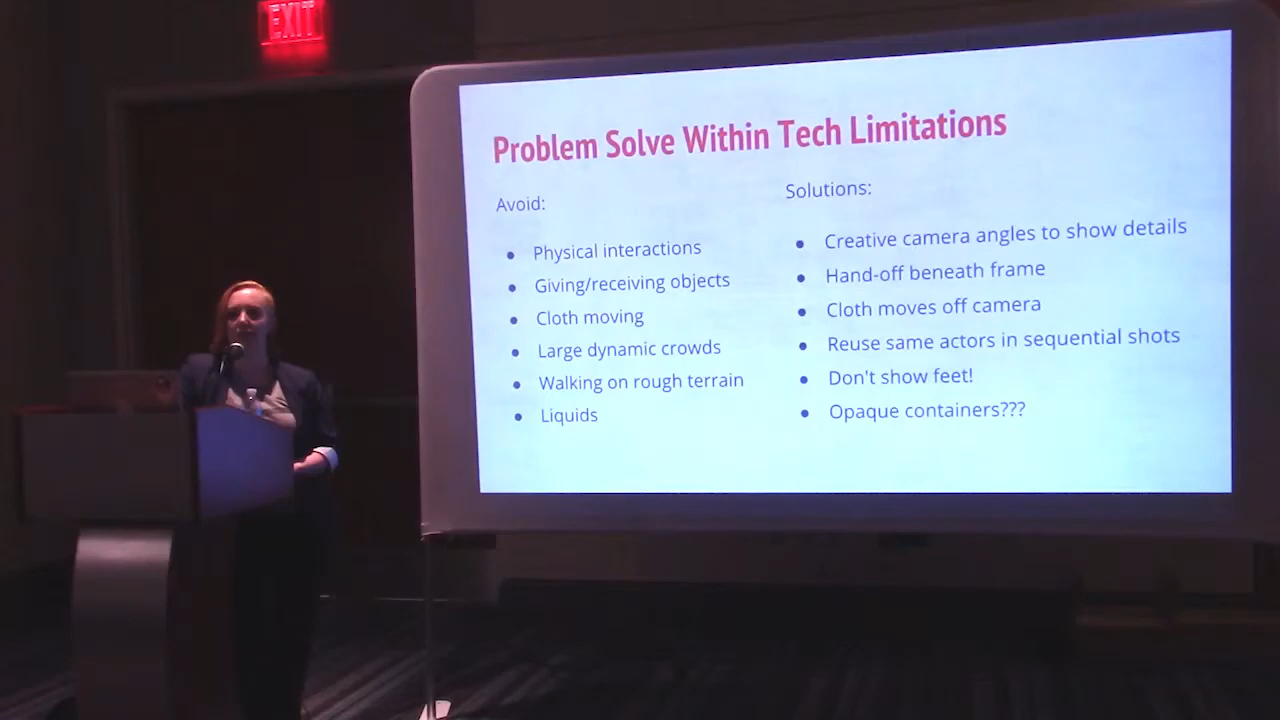 EXIT
Problem Solve Within Tech Limitations
Avoid:
• Physical interactions
• Giving/receiving objects
• Cloth moving
• Large dynamic crowds
• Walking on rough terrain
• Liquids
Solutions:
• Creative camera angles to show details
• Hand-off beneath frame
• Cloth moves off camera
• Reuse same actors in sequential shots
• Don't show feet!
• Opaque containers???